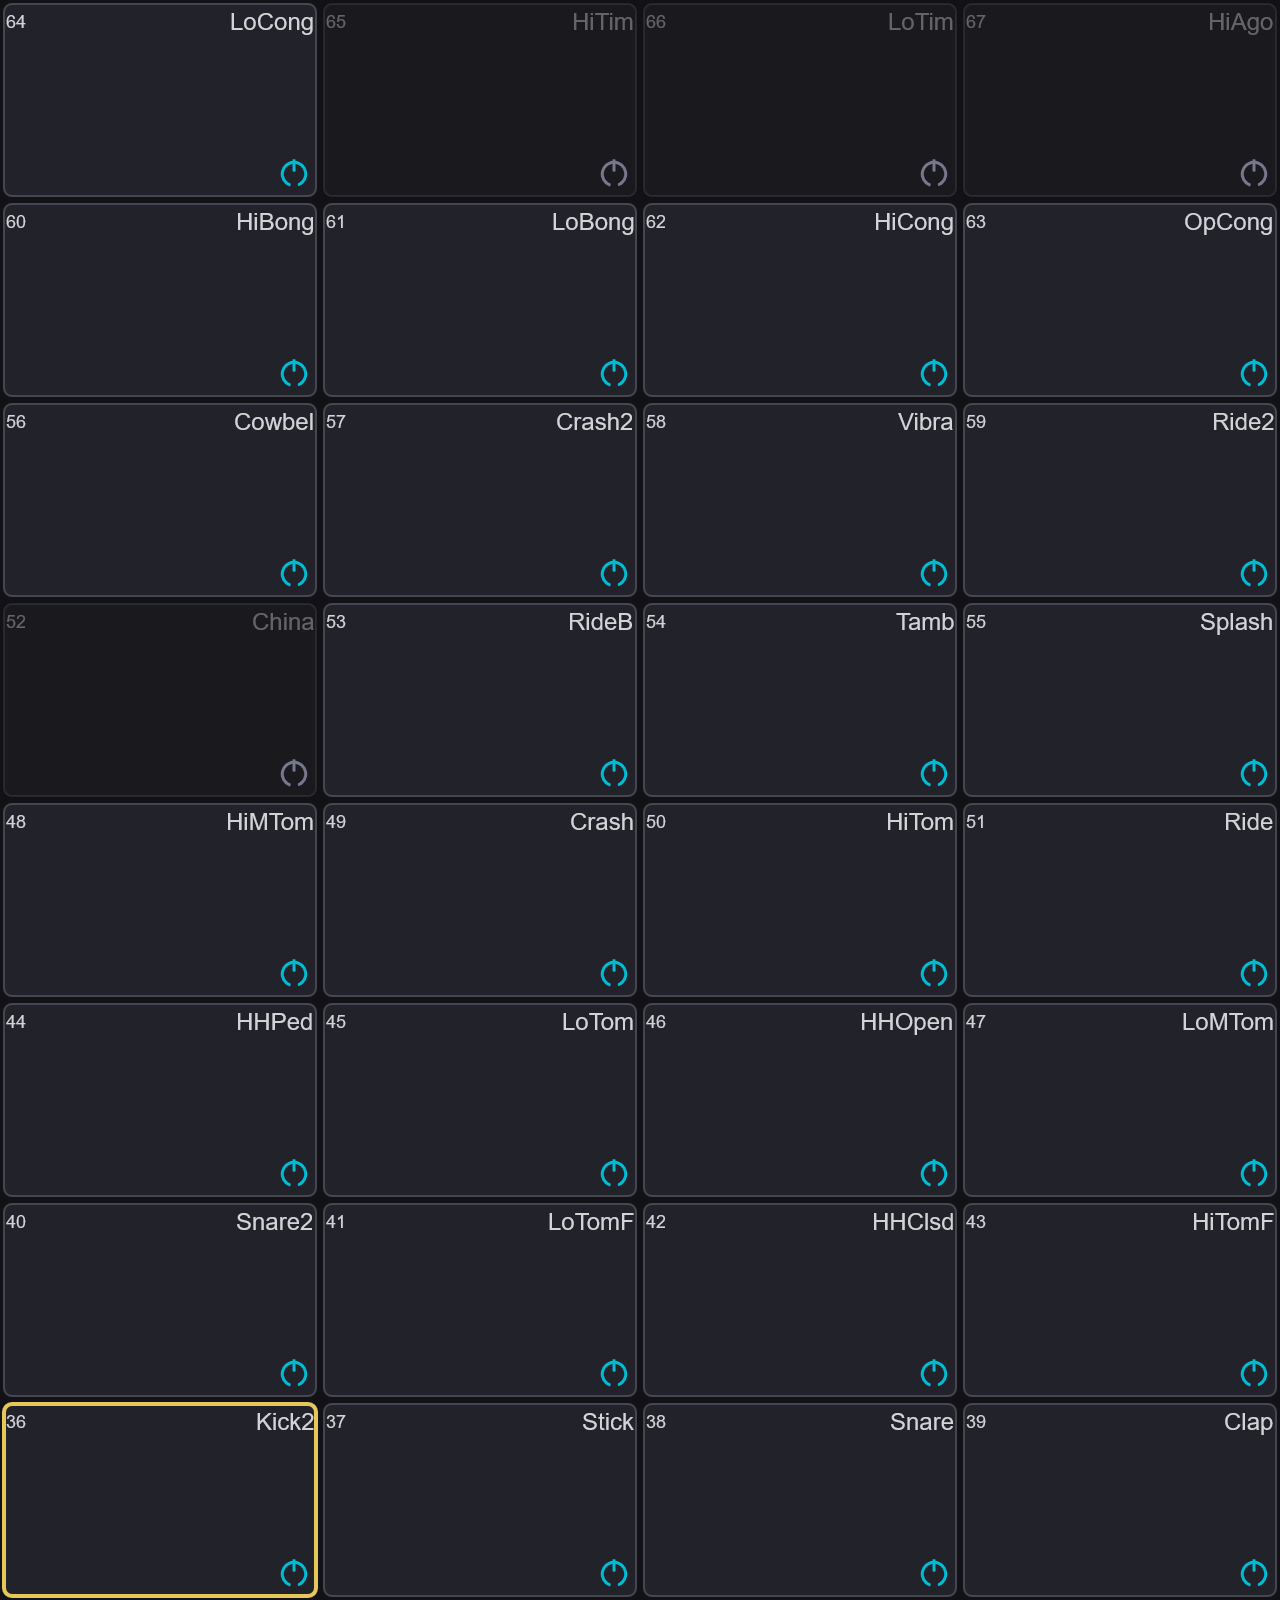 64 LoCong 65 HiTim 66 LoTim 67 HiAgo
60 HiBong 61 LoBong 62 HiCong 63 OpCong
56 Cowbel 57 Crash2 58 Vibra 59 Ride2
52 China 53 RideB 54 Tamb 55 Splash
48 HiMTom 49 Crash 50 HiTom 51 Ride
44 HHPed 45 LoTom 46 HHOpen 47 LoMTom
40 Snare2 41 LoTomF 42 HHClsd 43 HiTomF
36 Kick2 37 Stick 38 Snare 39 Clap